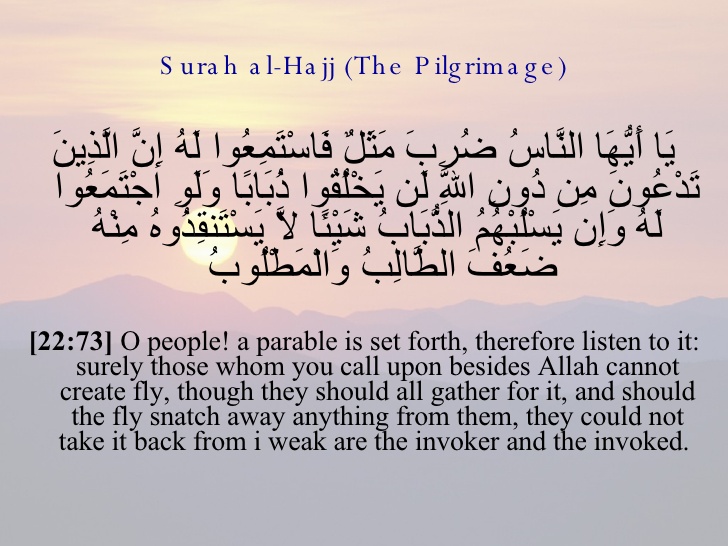 Surah al-Hajj (The Pilgrimage)
يَا أَيُّهَا النَّاسُ ضُرِبَ مَثَلٌ فَاسْتَمِعُوا لَهُ إِنَّ الَّذِينَ
تَدْعُونَ مِن دُونِ اللَّهِ لَن يَخْلُقُوا ذُبَابًا وَلَوِ اجْتَمَعُوا
لَهُ وَإِن يَسْلُبْهُمُ الذُّبَابُ شَيْئًا لاَّ يَسْتَنقِذُوهُ مِنْهُ
ضَعُفَ الطَّالِبُ وَالْمَطْلُوبُ
[22:73] O people! a parable is set forth, therefore listen to it:
surely those whom you call upon besides Allah cannot
create fly, though they should all gather for it, and should
the fly snatch away anything from them, they could not
take it back from i weak are the invoker and the invoked.